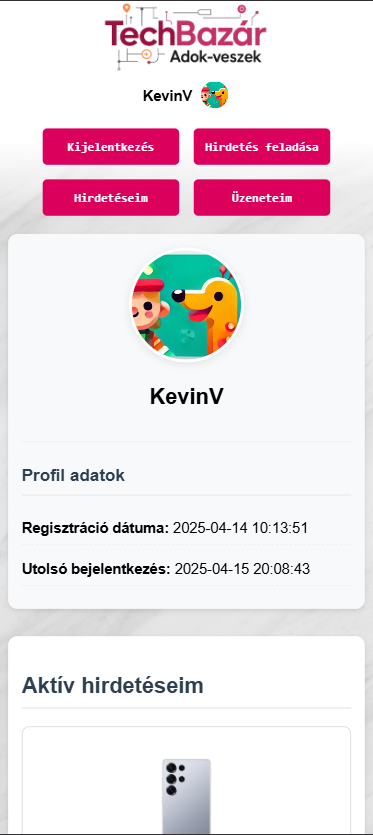 TechBazár
Adok-veszek
KevinV
Kijelentkezés
Hirdetés feladása
Hirdetéseim
Üzeneteim
KevinV
Profil adatok
Regisztráció dátuma: 2025-04-14 10:13:51
Utolsó bejelentkezés: 2025-04-15 20:08:43
Aktív hirdetéseim